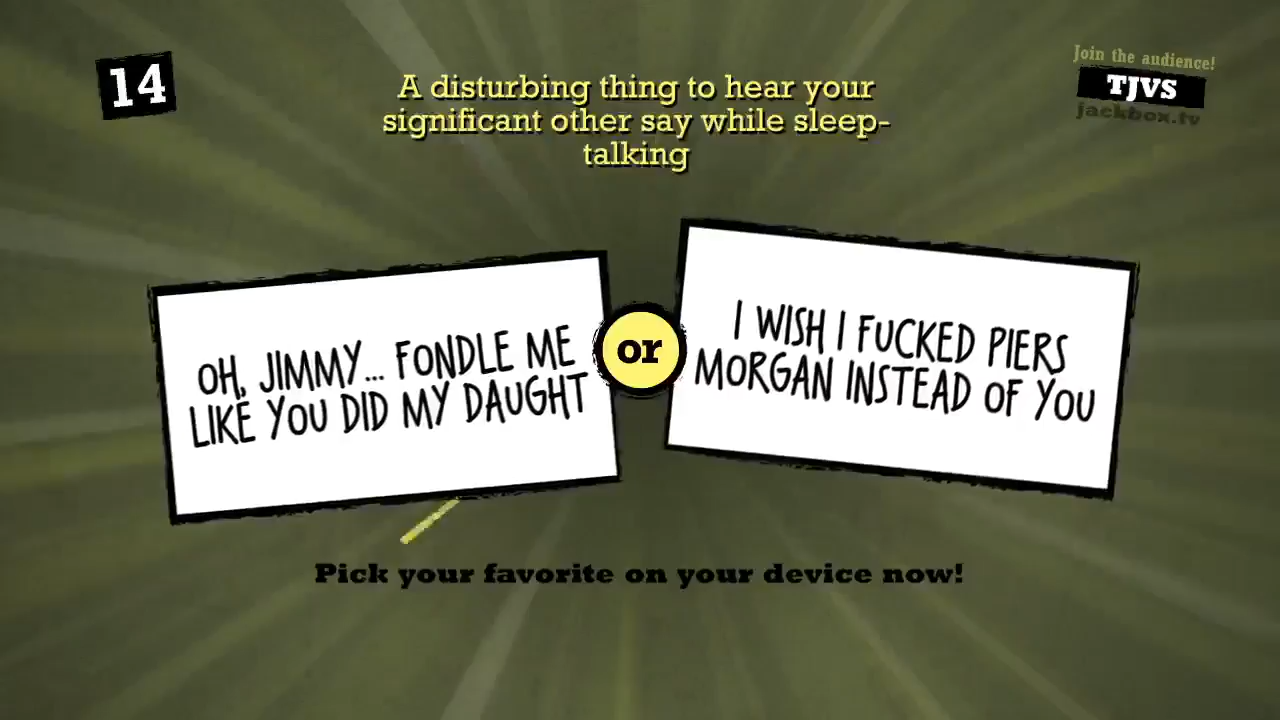 14
A disturbing thing to hear your
significant other say while sleep-
talking
Join the audience!
TJVS
jackbox.tv
OH, JIMMY... FONDLE ME
LIKE YOU DID MY DAUGHT
or
I WISH I FUCKED PIERS
MORGAN INSTEAD OF YOU
Pick your favorite on your device now!